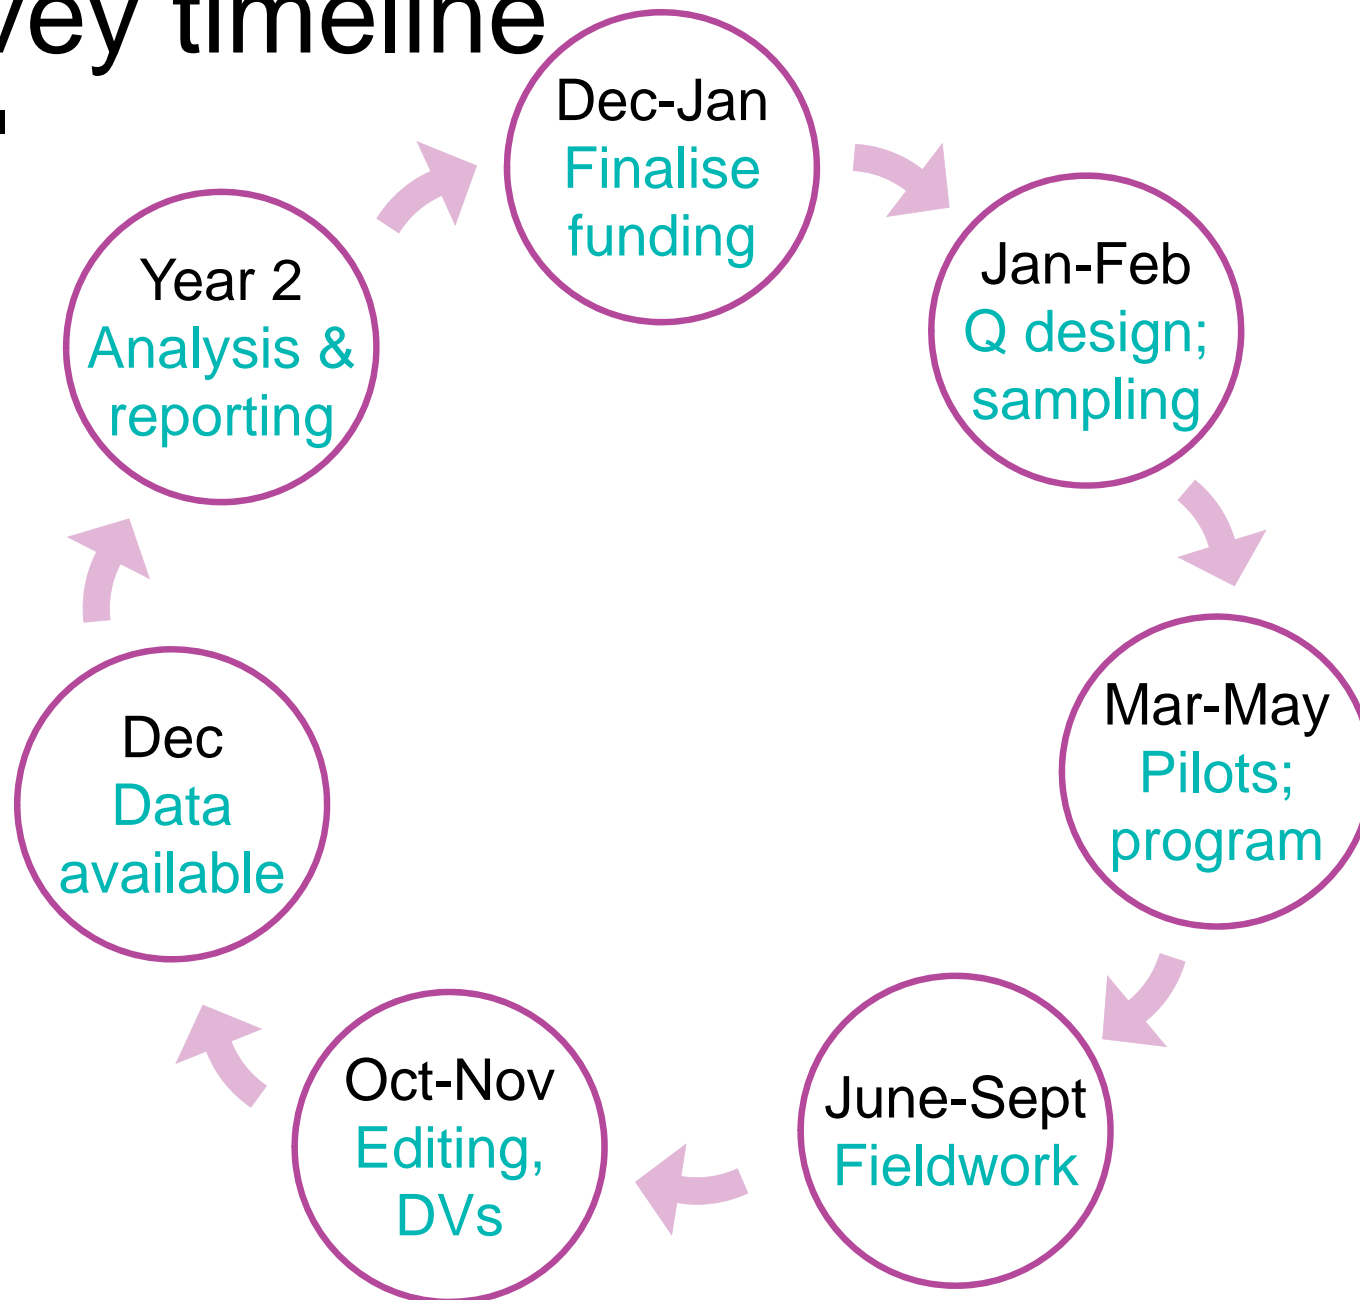 timeline
Dec-Jan
Finalise
funding
Jan-Feb
Q design;
sampling
Mar-May
Pilots;
program
June-Sept
Fieldwork
Oct-Nov
Editing,
DVs
Dec
Data
available
Year 2
Analysis &
reporting